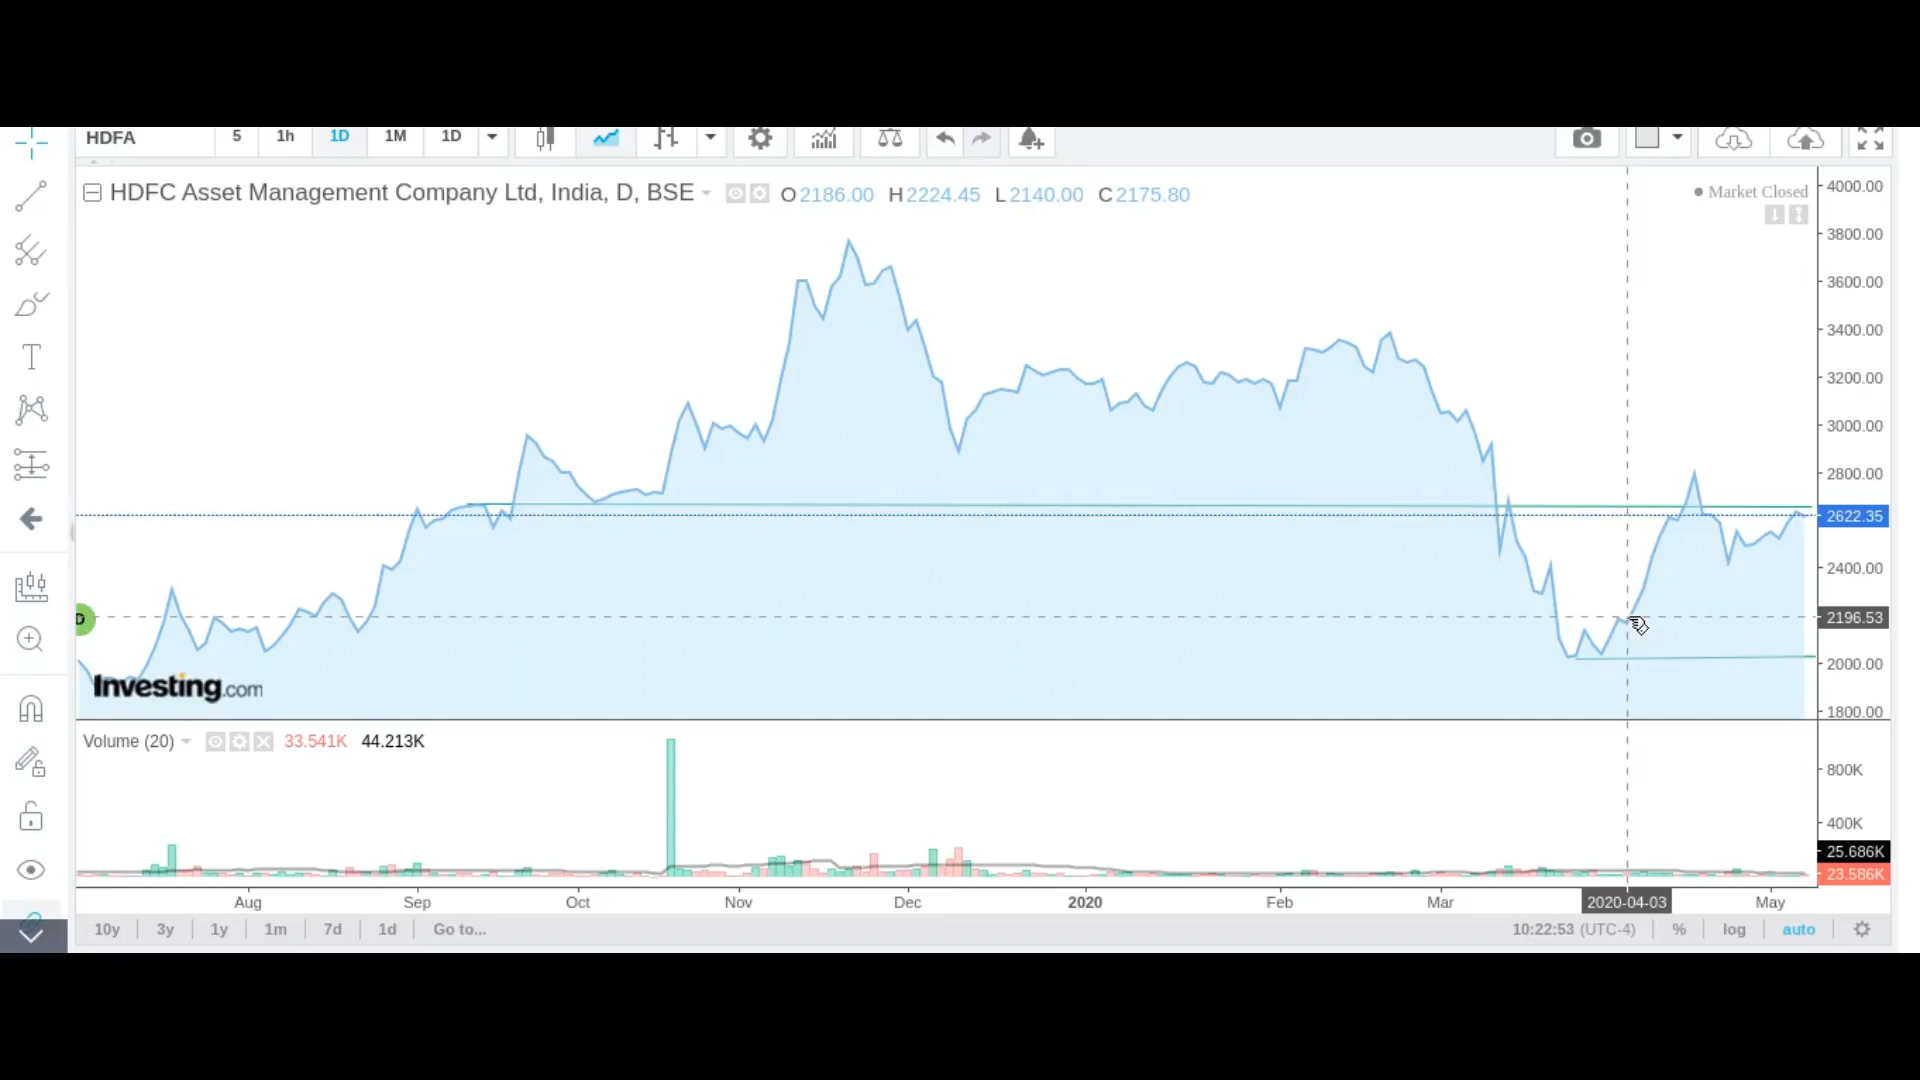 HDFA 5 1h 1D 1M 1D
HDFC Asset Management Company Ltd, India, D, BSE O2186.00 H2224.45 L2140.00 C2175.80
Market Closed
4000.00
3800.00
3600.00
3400.00
3200.00
3000.00
2800.00
2622.35
2400.00
2196.53
2000.00
1800.00
D
Investing.com
Volume (20) 33.541K 44.213K
800K
400K
25.686K
23.586K
Aug Sep Oct Nov Dec 2020 Feb Mar 2020-04-03 May
10y 3y 1y 1m 7d 1d Go to... 10:22:53 (UTC-4) % log auto